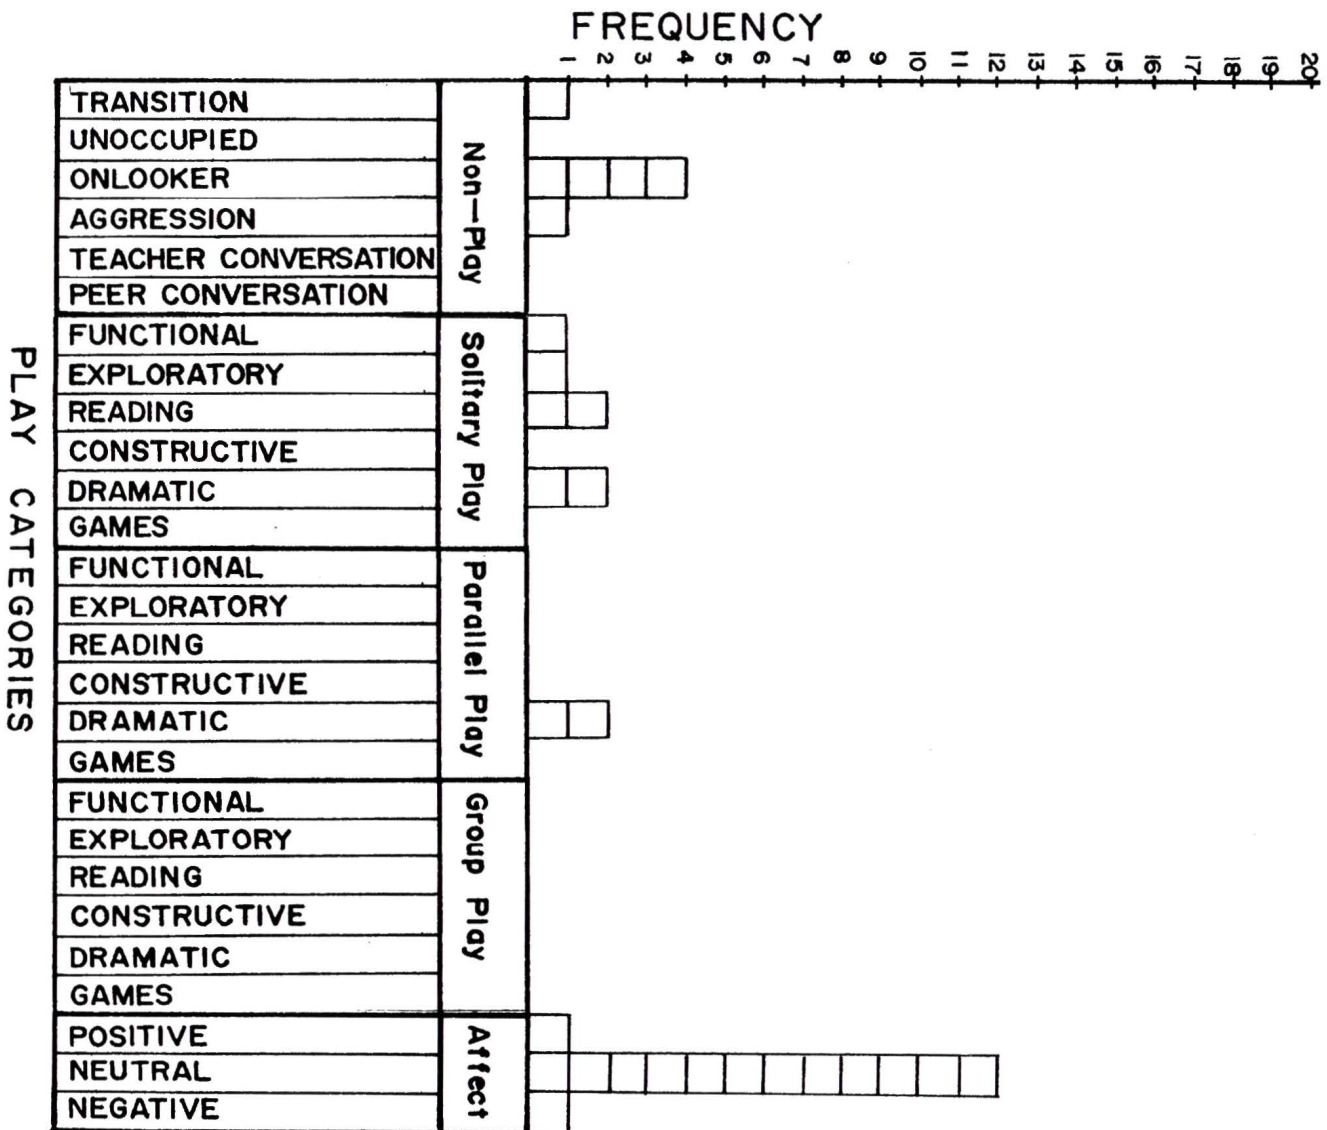 FREQUENCY
1 2 3 4 5 6 7 8 9 10 11 12 13 14 15 16 17 18 19 20
PLAY CATEGORIES
Non-Play
TRANSITION
UNOCCUPIED
ONLOOKER
AGGRESSION
TEACHER CONVERSATION
PEER CONVERSATION
Solitary Play
FUNCTIONAL
EXPLORATORY
READING
CONSTRUCTIVE
DRAMATIC
GAMES
Parallel Play
FUNCTIONAL
EXPLORATORY
READING
CONSTRUCTIVE
DRAMATIC
GAMES
Group Play
FUNCTIONAL
EXPLORATORY
READING
CONSTRUCTIVE
DRAMATIC
GAMES
Affect
POSITIVE
NEUTRAL
NEGATIVE